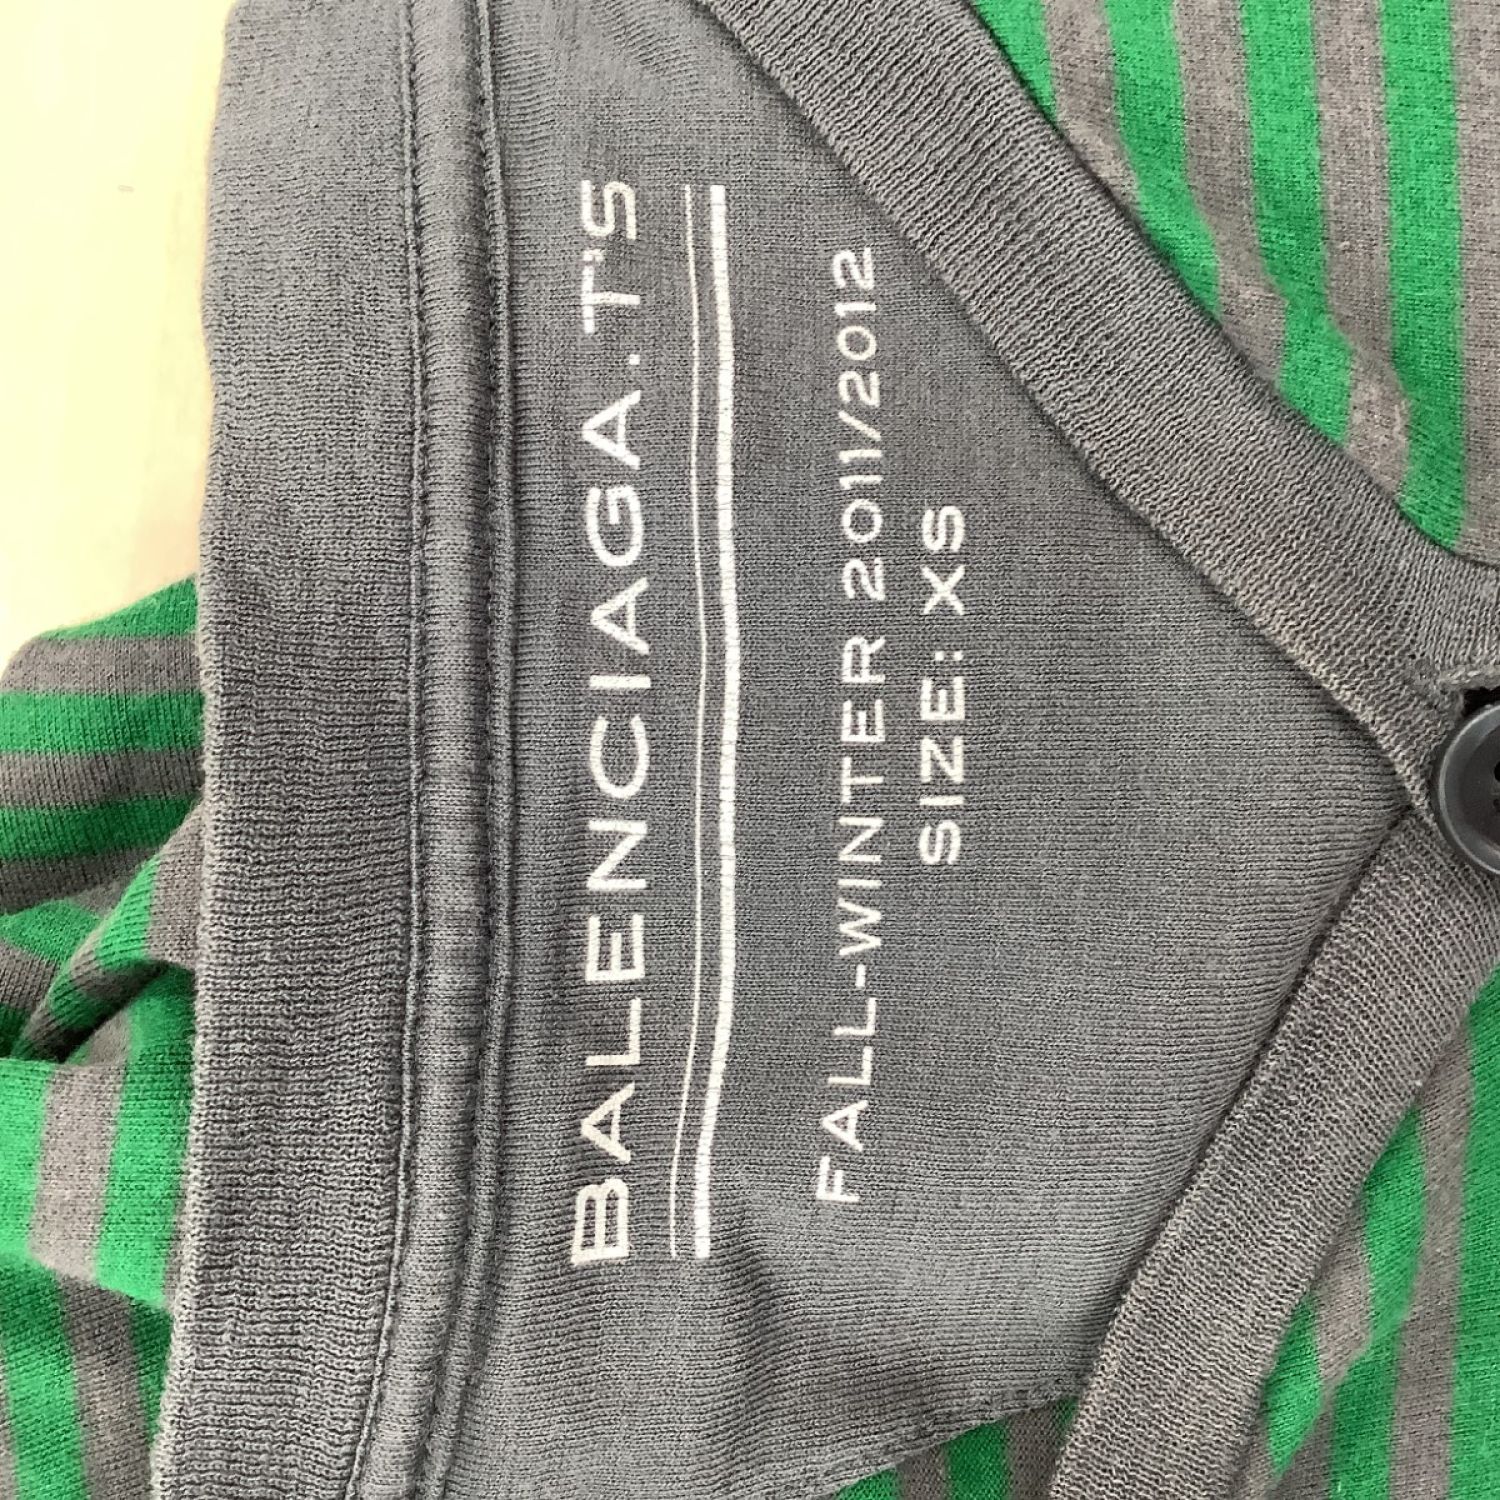 BALENCIAGA.T'S
FALL-WINTER 2011/2012
SIZE: XS